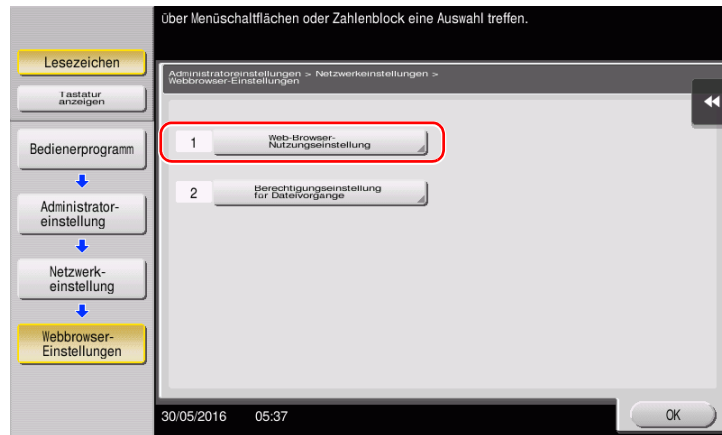 über Menüschaltflächen oder Zahlenblock eine Auswahl treffen.
Lesezeichen
Tastatur
anzeigen
Bedienerprogramm
Administrator-
einstellung
Netzwerk-
einstellung
Webbrowser-
Einstellungen
Administratoreinstellungen > Netzwerkeinstellungen >
Webbrowser-Einstellungen
1 Web-Browser-
Nutzungseinstellung
2 Berechtigungseinstellung
für Dateivorgänge
30/05/2016 05:37
OK